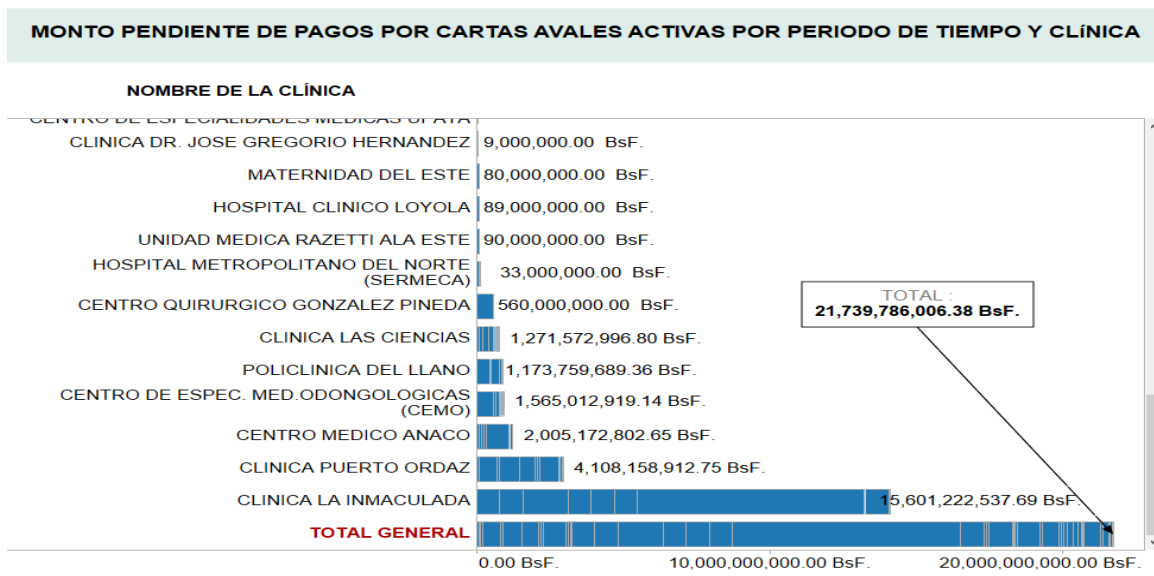 MONTO PENDIENTE DE PAGOS POR CARTAS AVALES ACTIVAS POR PERIODO DE TIEMPO Y CLíNICA
NOMBRE DE LA CLÍNICA
CENTRO DE ESPECIALIDADES MEDICAS UPATA
CLINICA DR. JOSE GREGORIO HERNANDEZ 9,000,000.00 BsF.
MATERNIDAD DEL ESTE 80,000,000.00 BsF.
HOSPITAL CLINICO LOYOLA 89,000,000.00 BsF.
UNIDAD MEDICA RAZETTI ALA ESTE 90,000,000.00 BsF.
HOSPITAL METROPOLITANO DEL NORTE
(SERMECA) 33,000,000.00 BsF.
CENTRO QUIRURGICO GONZALEZ PINEDA 560,000,000.00 BsF.
TOTAL :
21,739,786,006.38 BsF.
CLINICA LAS CIENCIAS 1,271,572,996.80 BsF.
POLICLINICA DEL LLANO 1,173,759,689.36 BsF.
CENTRO DE ESPEC. MED.ODONGOLOGICAS
(CEMO) 1,565,012,919.14 BsF.
CENTRO MEDICO ANACO 2,005,172,802.65 BsF.
CLINICA PUERTO ORDAZ 4,108,158,912.75 BsF.
CLINICA LA INMACULADA 15,601,222,537.69 BsF.
TOTAL GENERAL
0.00 BsF. 10,000,000,000.00 BsF. 20,000,000,000.00 BsF.